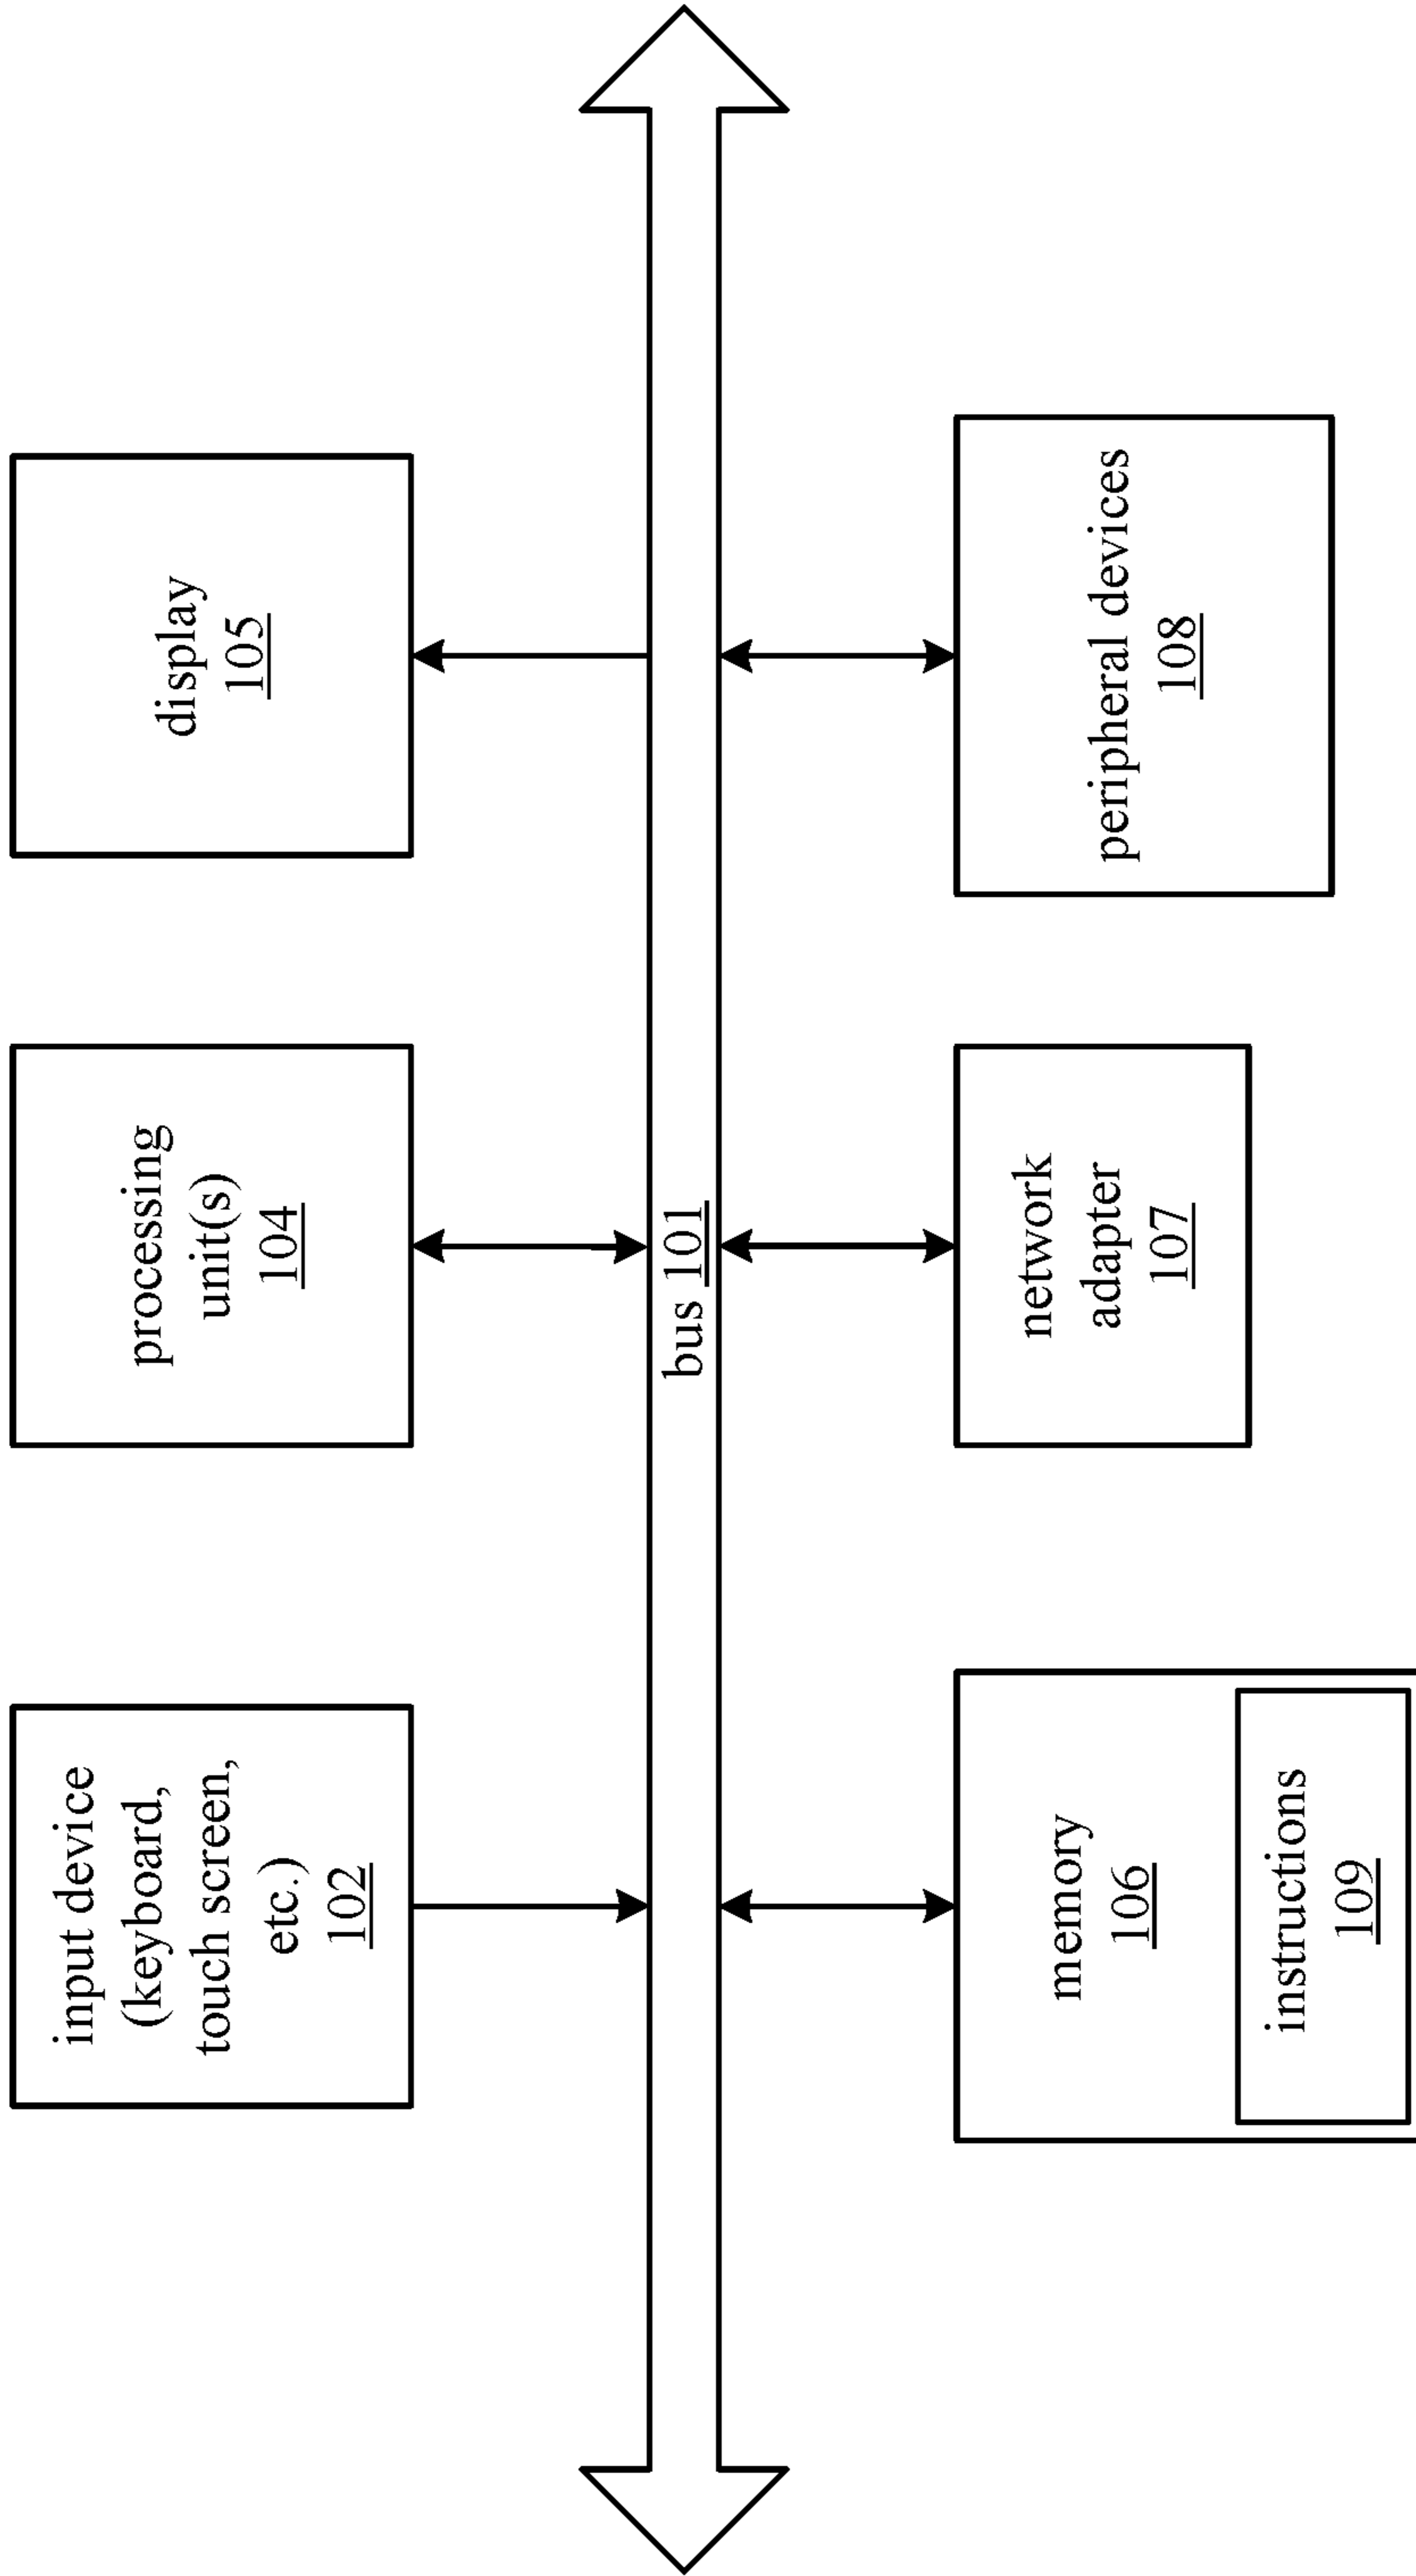 input device
(keyboard,
touch screen,
etc.)
102
processing
unit(s)
104
display
105
bus 101
memory
106
instructions
109
network
adapter
107
peripheral devices
108